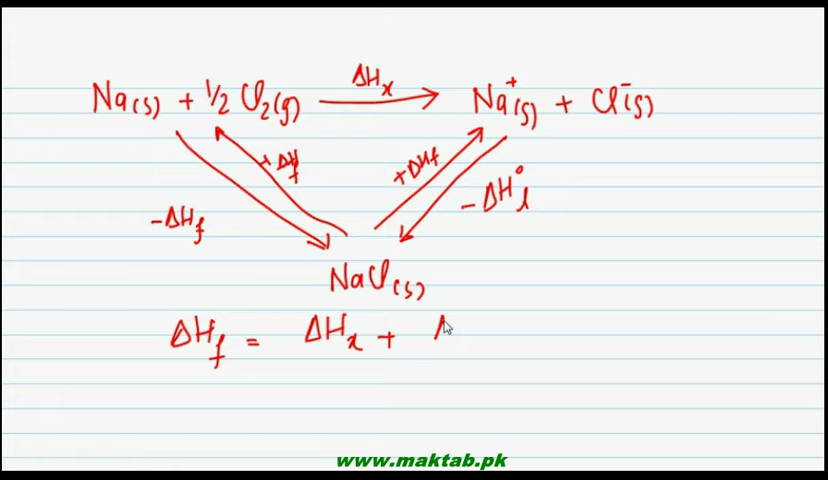 ΔHx
Na(s) + 1/2 Cl2(g) → Na+(g) + Cl-(g)
+ΔHf
+ΔHf
-ΔHf
-ΔH°l
NaCl(s)
ΔHf = ΔHx +
www.maktab.pk